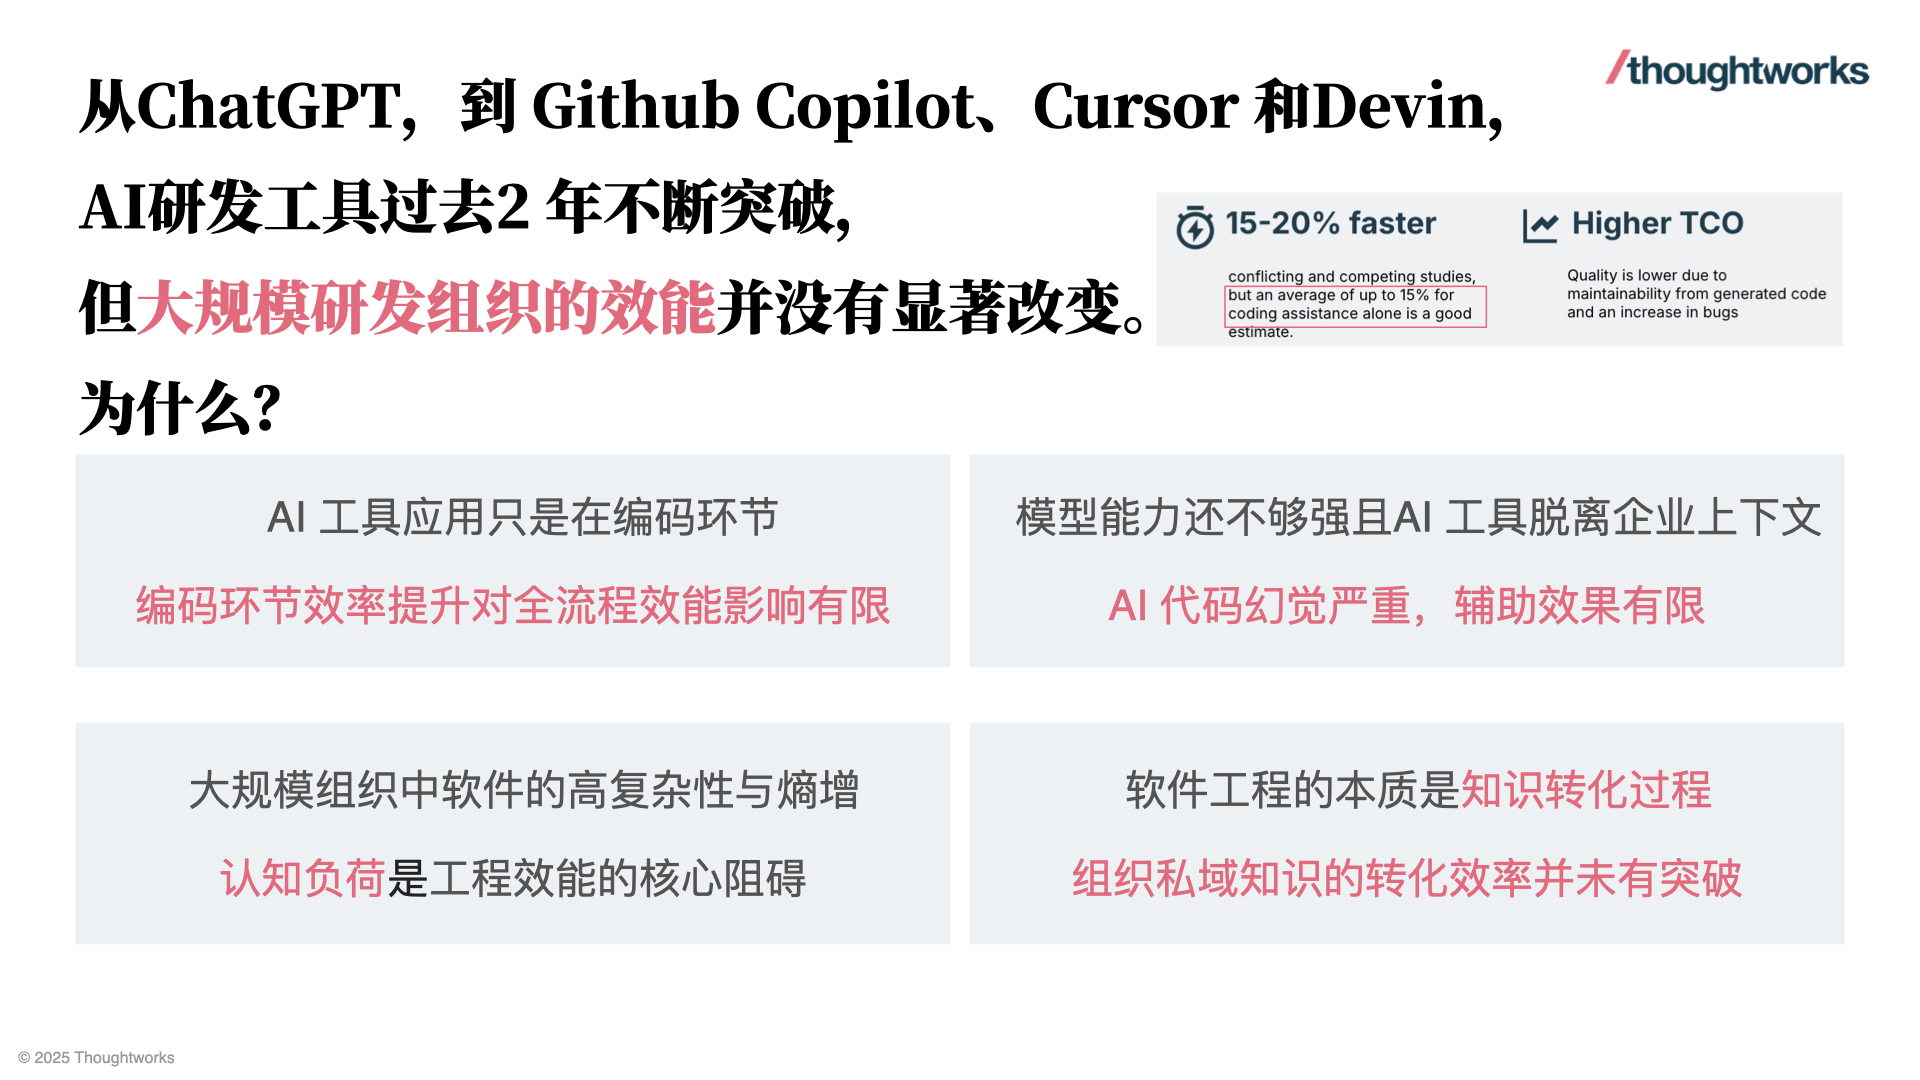 /thoughtworks
从ChatGPT，到 Github Copilot、Cursor 和Devin,
AI研发工具过去2 年不断突破,
但大规模研发组织的效能并没有显著改变。
为什么？
15-20% faster
conflicting and competing studies,
but an average of up to 15% for
coding assistance alone is a good
estimate.
Higher TCO
Quality is lower due to
maintainability from generated code
and an increase in bugs
AI 工具应用只是在编码环节
编码环节效率提升对全流程效能影响有限
模型能力还不够强且AI 工具脱离企业上下文
AI 代码幻觉严重，辅助效果有限
大规模组织中软件的高复杂性与熵增
认知负荷是工程效能的核心阻碍
软件工程的本质是知识转化过程
组织私域知识的转化效率并未有突破
© 2025 Thoughtworks